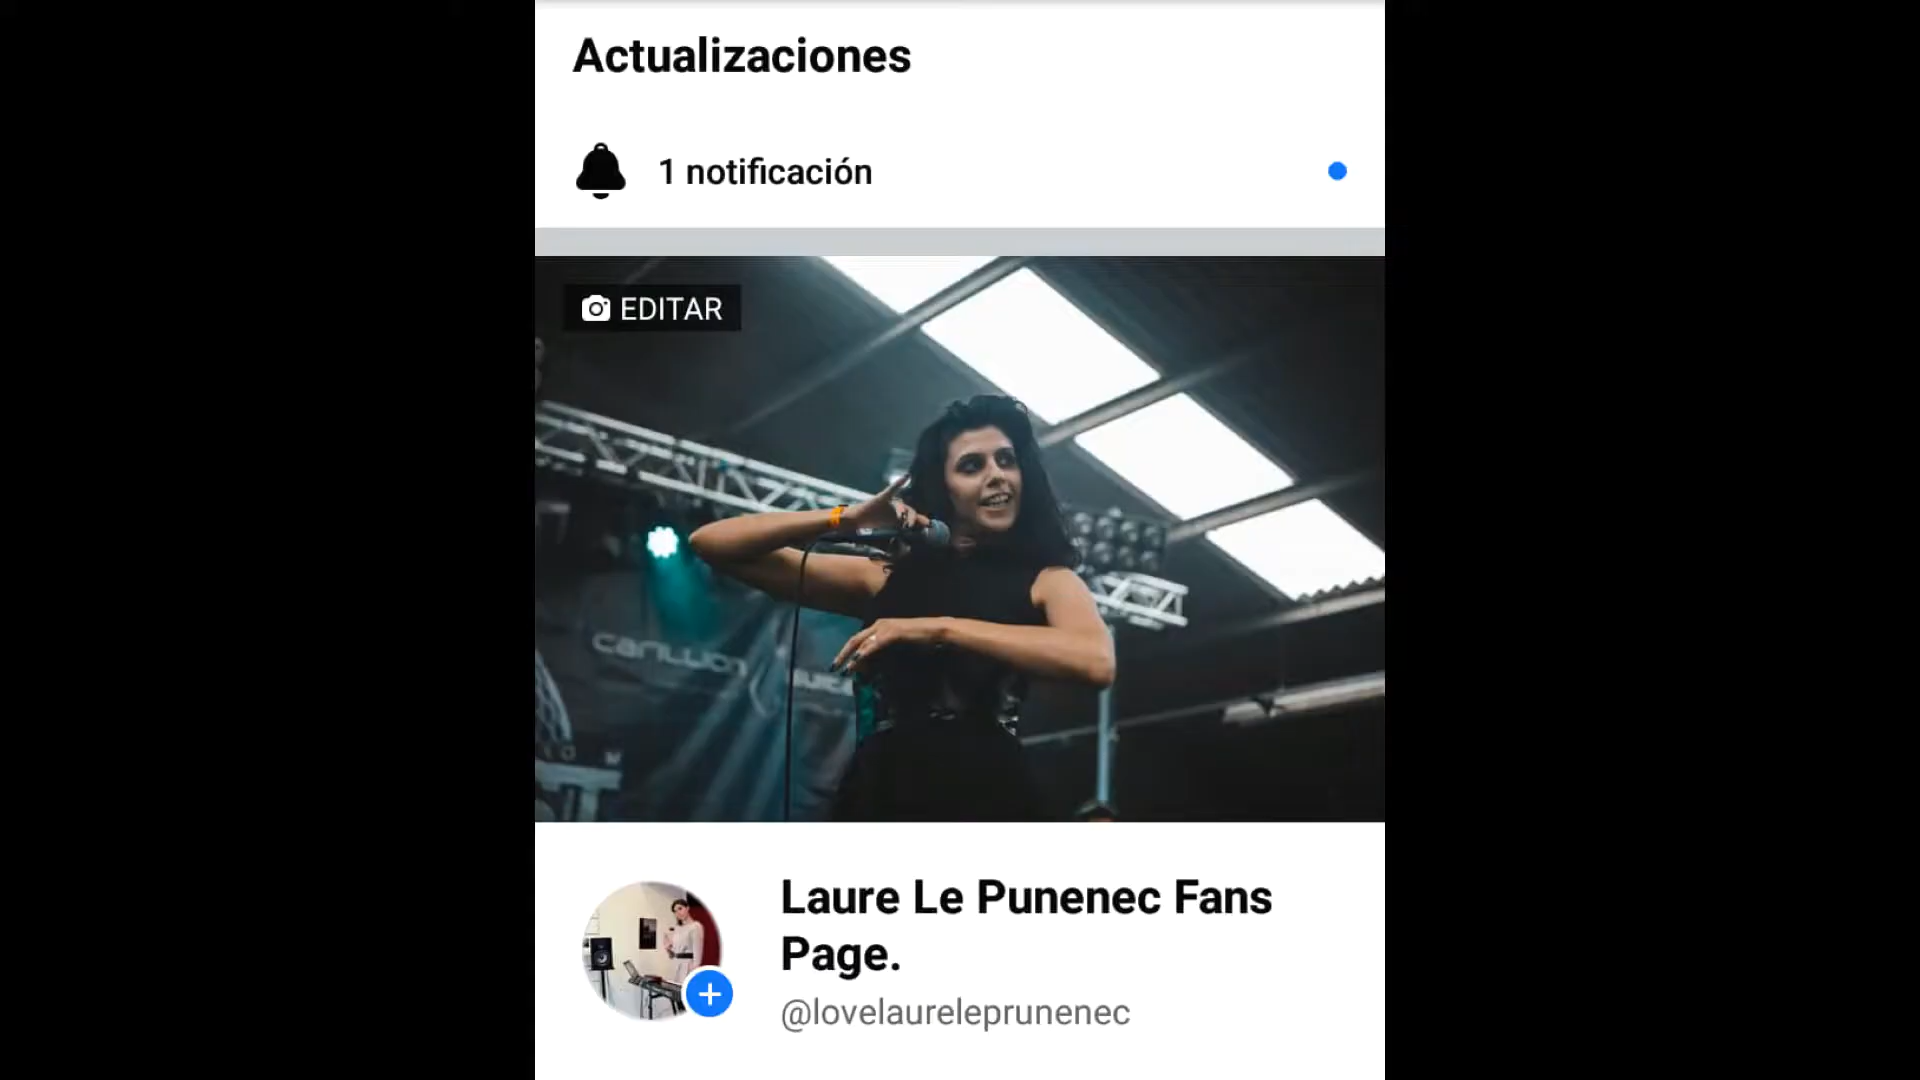 Actualizaciones
1 notificación
EDITAR
Laure Le Punenec Fans
Page.
@lovelaureleprunenec